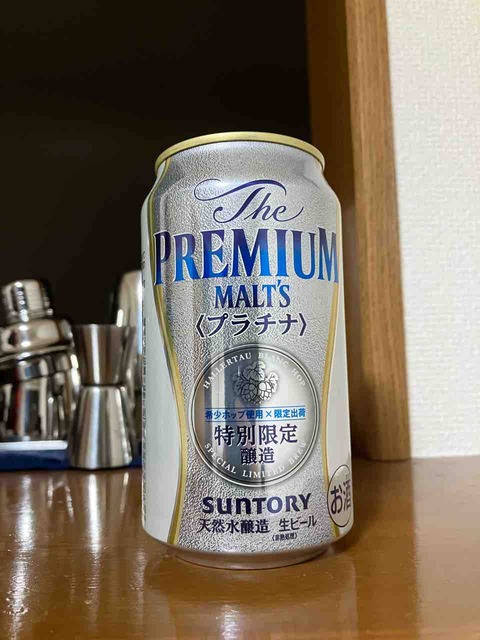 The
PREMIUM
MALT'S
〈プラチナ〉
HALLERTAU BLANC HOP
希少ホップ使用×限定出荷
特別限定
醸造
SPECIAL LIMITED
SUNTORY
天然水醸造 生ビール
(非熱処理)
お酒